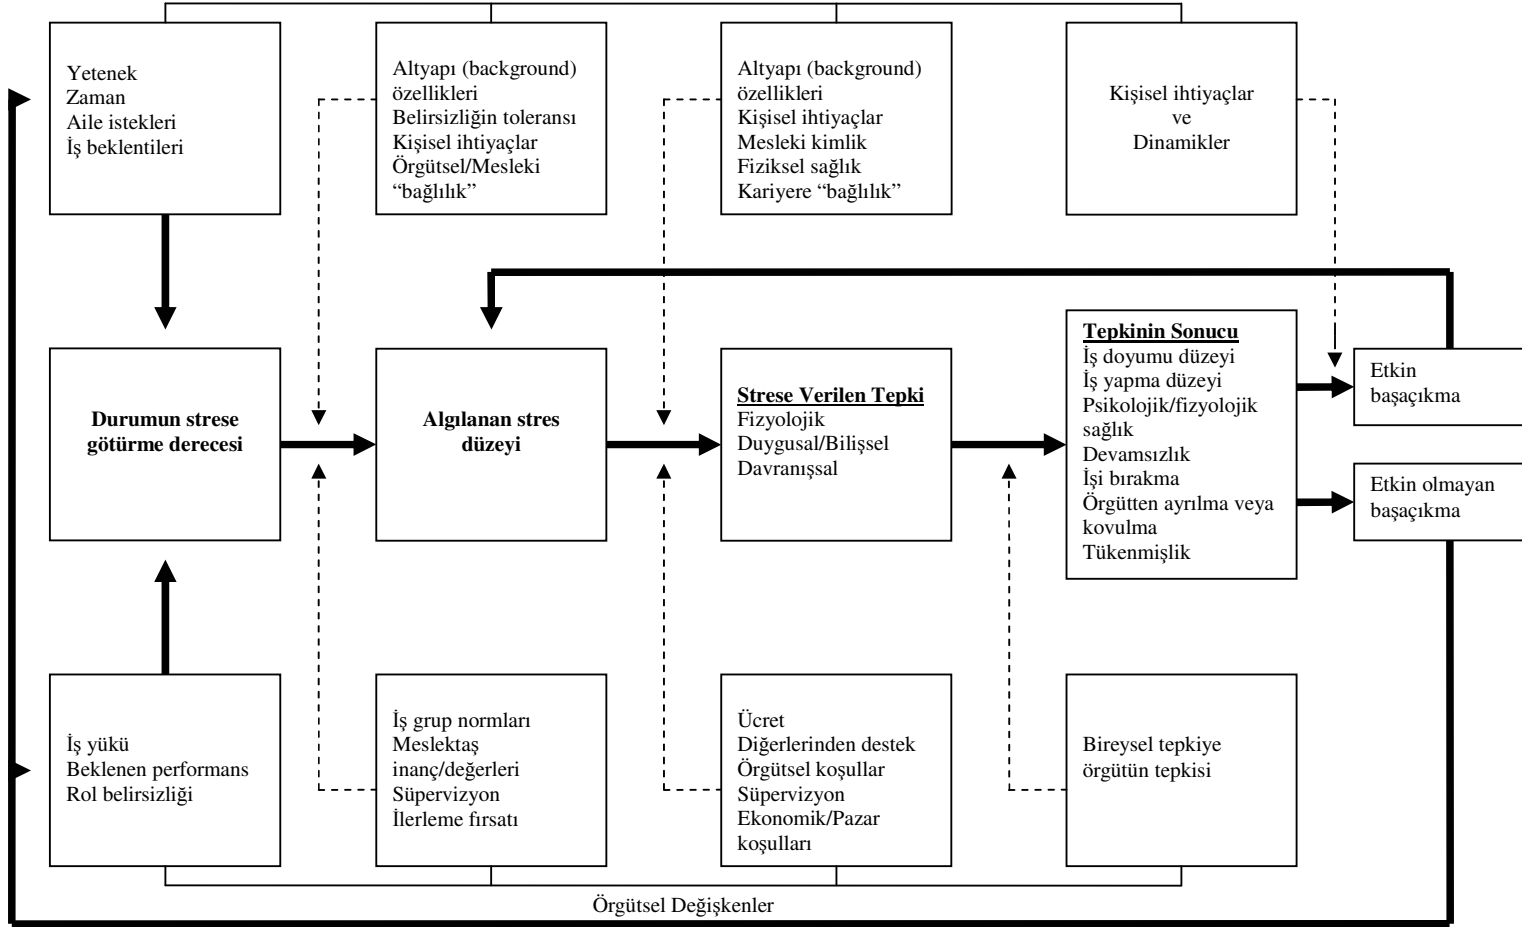 Yetenek
Zaman
Aile istekleri
İş beklentileri
Altyapı (background)
özellikleri
Belirsizliğin toleransı
Kişisel ihtiyaçlar
Örgütsel/Mesleki
“bağlılık”
Altyapı (background)
özellikleri
Kişisel ihtiyaçlar
Mesleki kimlik
Fiziksel sağlık
Kariyere “bağlılık”
Kişisel ihtiyaçlar
ve
Dinamikler
Durumun strese
götürme derecesi
Algılanan stres
düzeyi
Strese Verilen Tepki
Fizyolojik
Duygusal/Bilişsel
Davranışsal
Tepkinin Sonucu
İş doyumu düzeyi
İş yapma düzeyi
Psikolojik/fizyolojik
sağlık
Devamsızlık
İşi bırakma
Örgütten ayrılma veya
kovulma
Tükenmişlik
Etkin
başaçıkma
Etkin olmayan
başaçıkma
İş yükü
Beklenen performans
Rol belirsizliği
İş grup normları
Meslektaş
inanç/değerleri
Süpervizyon
İlerleme fırsatı
Ücret
Diğerlerinden destek
Örgütsel koşullar
Süpervizyon
Ekonomik/Pazar
koşulları
Bireysel tepkiye
örgütün tepkisi
Örgütsel Değişkenler